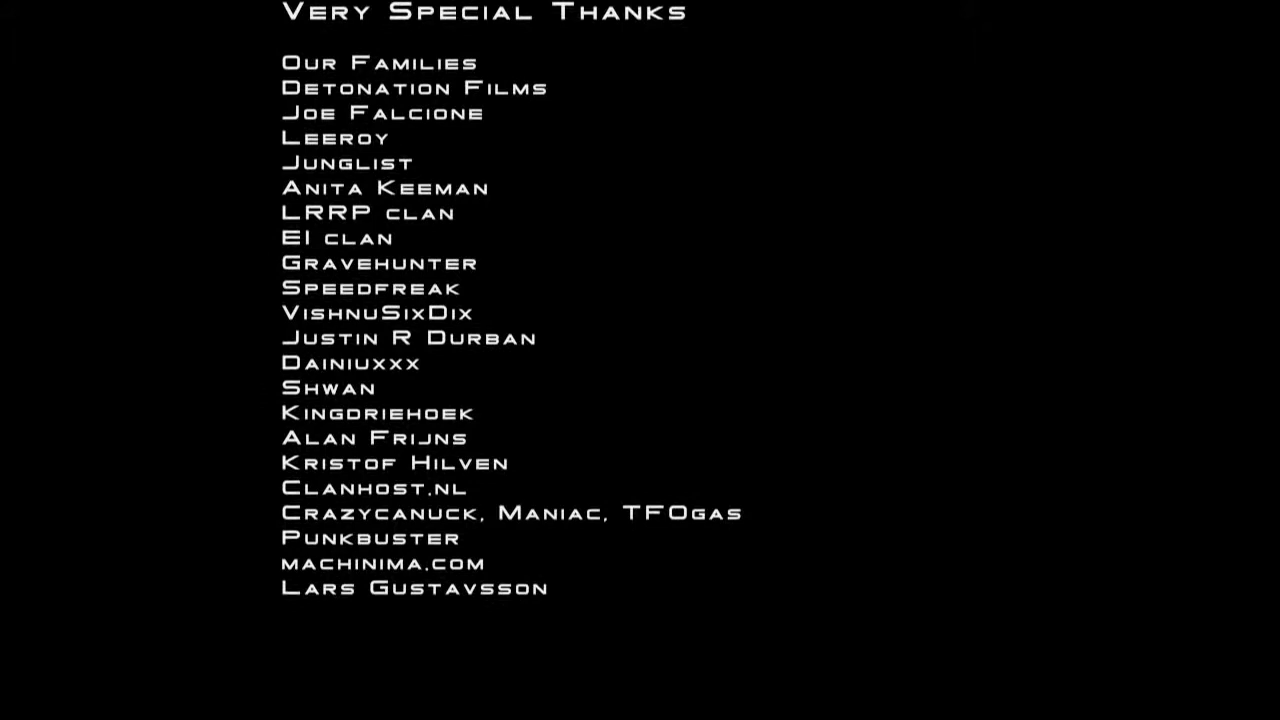 Very Special Thanks
Our Families
Detonation Films
Joe Falcione
Leeroy
Junglist
Anita Keeman
LRRP clan
EI clan
Gravehunter
Speedfreak
VishnuSixDix
Justin R Durban
Dainiuxxx
Shwan
Kingdriehoek
Alan Frijns
Kristof Hilven
Clanhost.nl
Crazycanuck, Maniac, TFOgas
Punkbuster
machinima.com
Lars Gustavsson